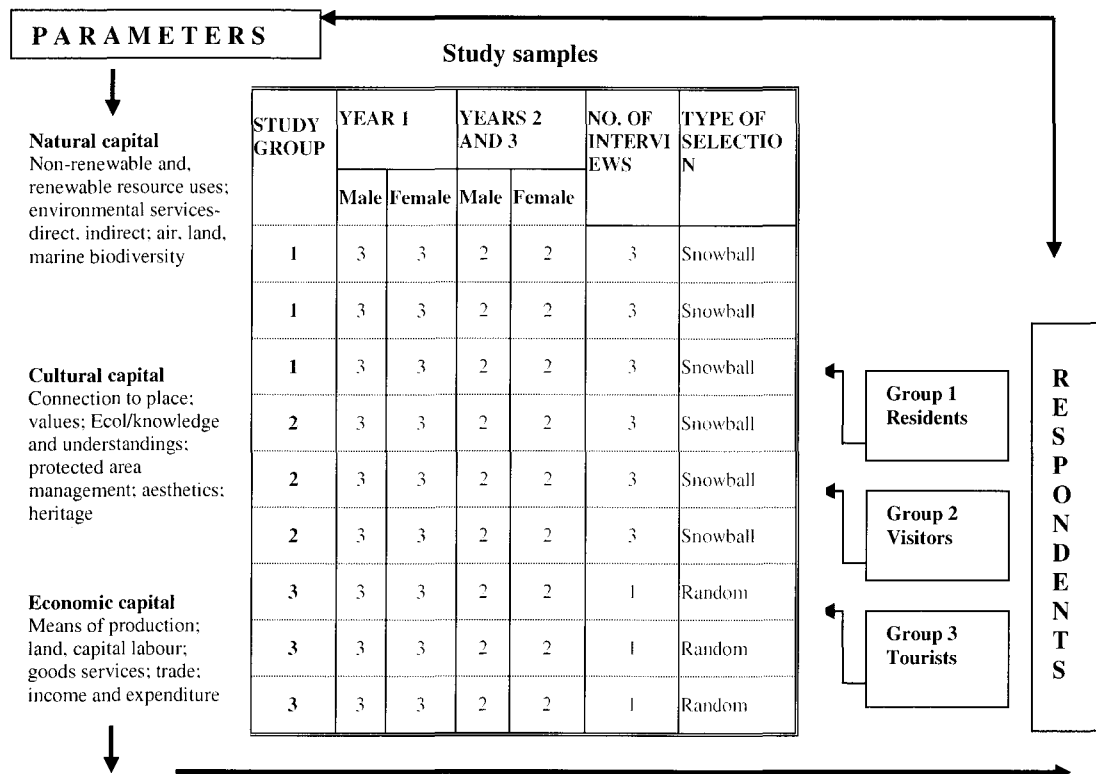 PARAMETERS
Study samples
Natural capital
Non-renewable and,
renewable resource uses;
environmental services-
direct, indirect; air, land,
marine biodiversity
Cultural capital
Connection to place;
values; Ecol/knowledge
and understandings;
protected area
management; aesthetics;
heritage
Economic capital
Means of production;
land, capital labour;
goods services; trade;
income and expenditure
STUDY GROUP YEAR 1 YEARS 2 AND 3 NO. OF INTERVI EWS TYPE OF SELECTIO N
Male Female Male Female
1 3 3 2 2 3 Snowball
1 3 3 2 2 3 Snowball
1 3 3 2 2 3 Snowball
2 3 3 2 2 3 Snowball
2 3 3 2 2 3 Snowball
2 3 3 2 2 3 Snowball
3 3 3 2 2 1 Random
3 3 3 2 2 1 Random
3 3 3 2 2 1 Random
Group 1
Residents
Group 2
Visitors
Group 3
Tourists
RESPONDENTS